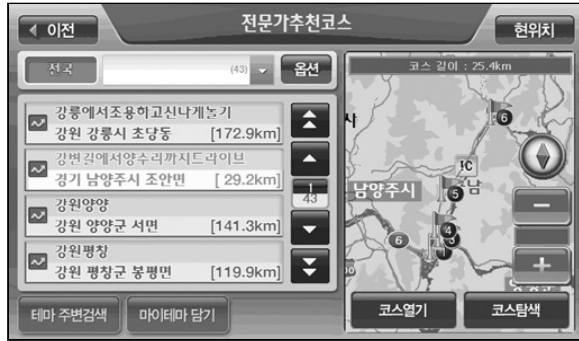 이전
전문가추천코스
현위치
전국
(43)
옵션
강릉에서조용하고신나게놀기
강원 강릉시 초당동 [172.9km]
강변길에서양수리까지드라이브
경기 남양주시 조안면 [ 29.2km]
강원양양
강원 양양군 서면 [141.3km]
강원평창
강원 평창군 봉평면 [119.9km]
1
43
테마 주변검색
마이테마 담기
코스 길이 : 25.4km
6
IC
남양주시
5
남
4
3
6
코스열기
코스탐색